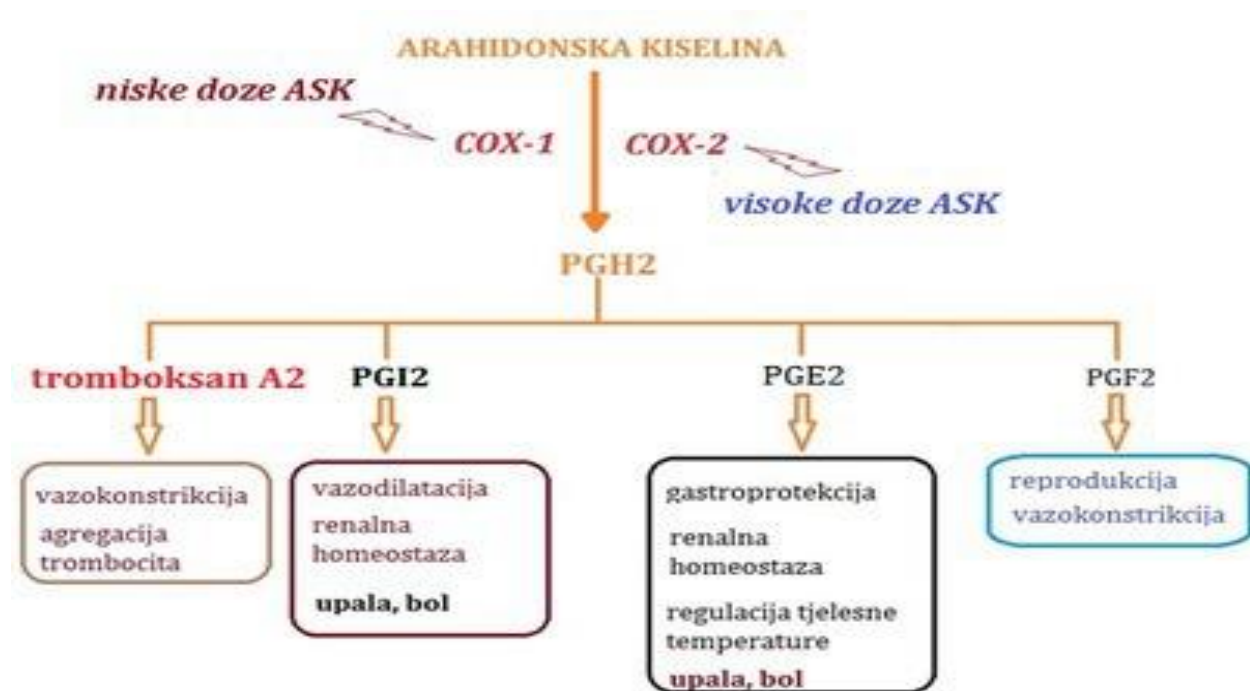 ARAHIDONSKA KISELINA
niske doze ASK
COX-1
COX-2
visoke doze ASK
PGH2
tromboksan A2
PGI2
PGE2
PGF2
vazokonstrikcija
agregacija
trombocita
vazodilatacija
renalna
homeostaza
upala, bol
gastroprotekcija
renalna
homeostaza
regulacija tjelesne
temperature
upala, bol
reprodukcija
vazokonstrikcija